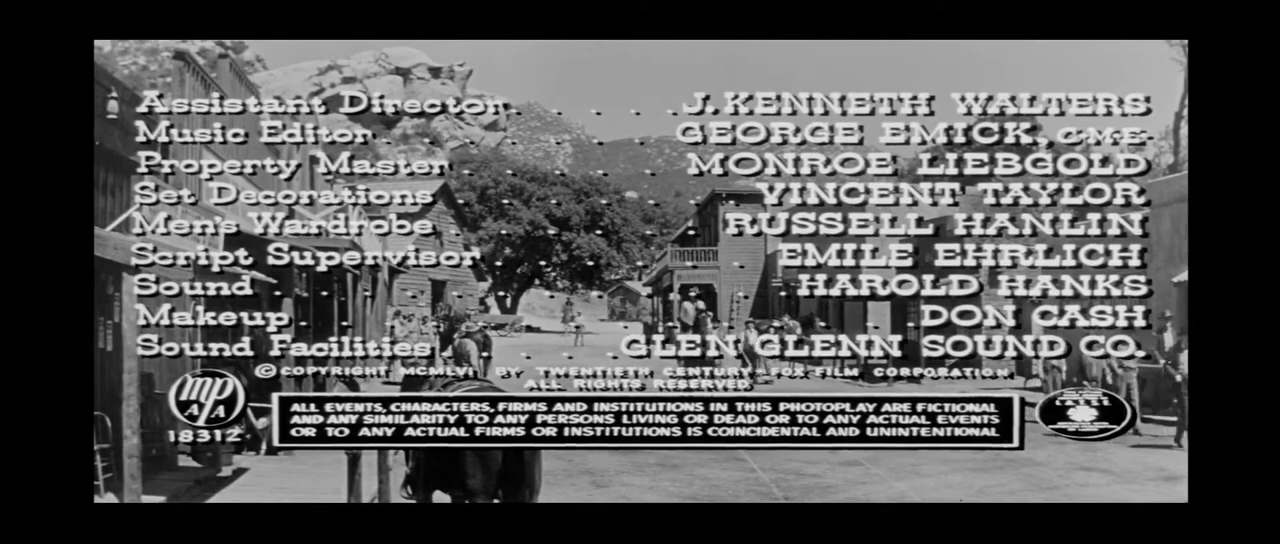 Assistant Director . . . . J. KENNETH WALTERS
Music Editor . . . . . . . GEORGE EMICK, C·M·E·
Property Master . . . . . MONROE LIEBGOLD
Set Decorations . . . . . . VINCENT TAYLOR
Men's Wardrobe . . . . . RUSSELL HANLIN
Script Supervisor . . . . . . EMILE EHRLICH
Sound . . . . . . . . . . HAROLD HANKS
Makeup . . . . . . . . . . . DON CASH
Sound Facilities . . . . GLEN GLENN SOUND CO.
© COPYRIGHT MCMLVI BY TWENTIETH CENTURY-FOX FILM CORPORATION
ALL RIGHTS RESERVED
MPAA
18312
ALL EVENTS, CHARACTERS, FIRMS AND INSTITUTIONS IN THIS PHOTOPLAY ARE FICTIONAL
AND ANY SIMILARITY TO ANY PERSONS LIVING OR DEAD OR TO ANY ACTUAL EVENTS
OR TO ANY ACTUAL FIRMS OR INSTITUTIONS IS COINCIDENTAL AND UNINTENTIONAL